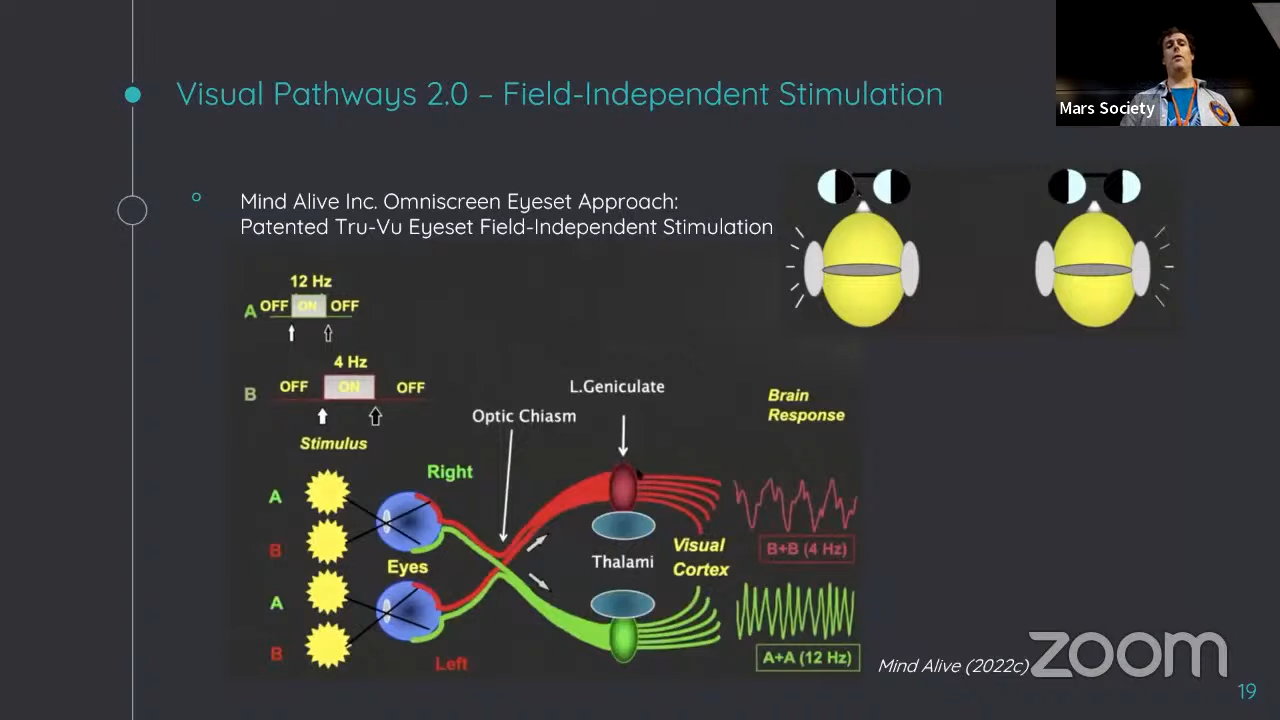 Visual Pathways 2.0 – Field-Independent Stimulation
Mars Society
Mind Alive Inc. Omniscreen Eyeset Approach:
Patented Tru-Vu Eyeset Field-Independent Stimulation
12 Hz
A OFF ON OFF
4 Hz
B OFF ON OFF
Stimulus
L.Geniculate
Optic Chiasm
Brain
Response
Right
A
B
Eyes
A
B
Left
Thalami
Visual
Cortex
B+B (4 Hz)
A+A (12 Hz)
Mind Alive (2022c)
zoom
19